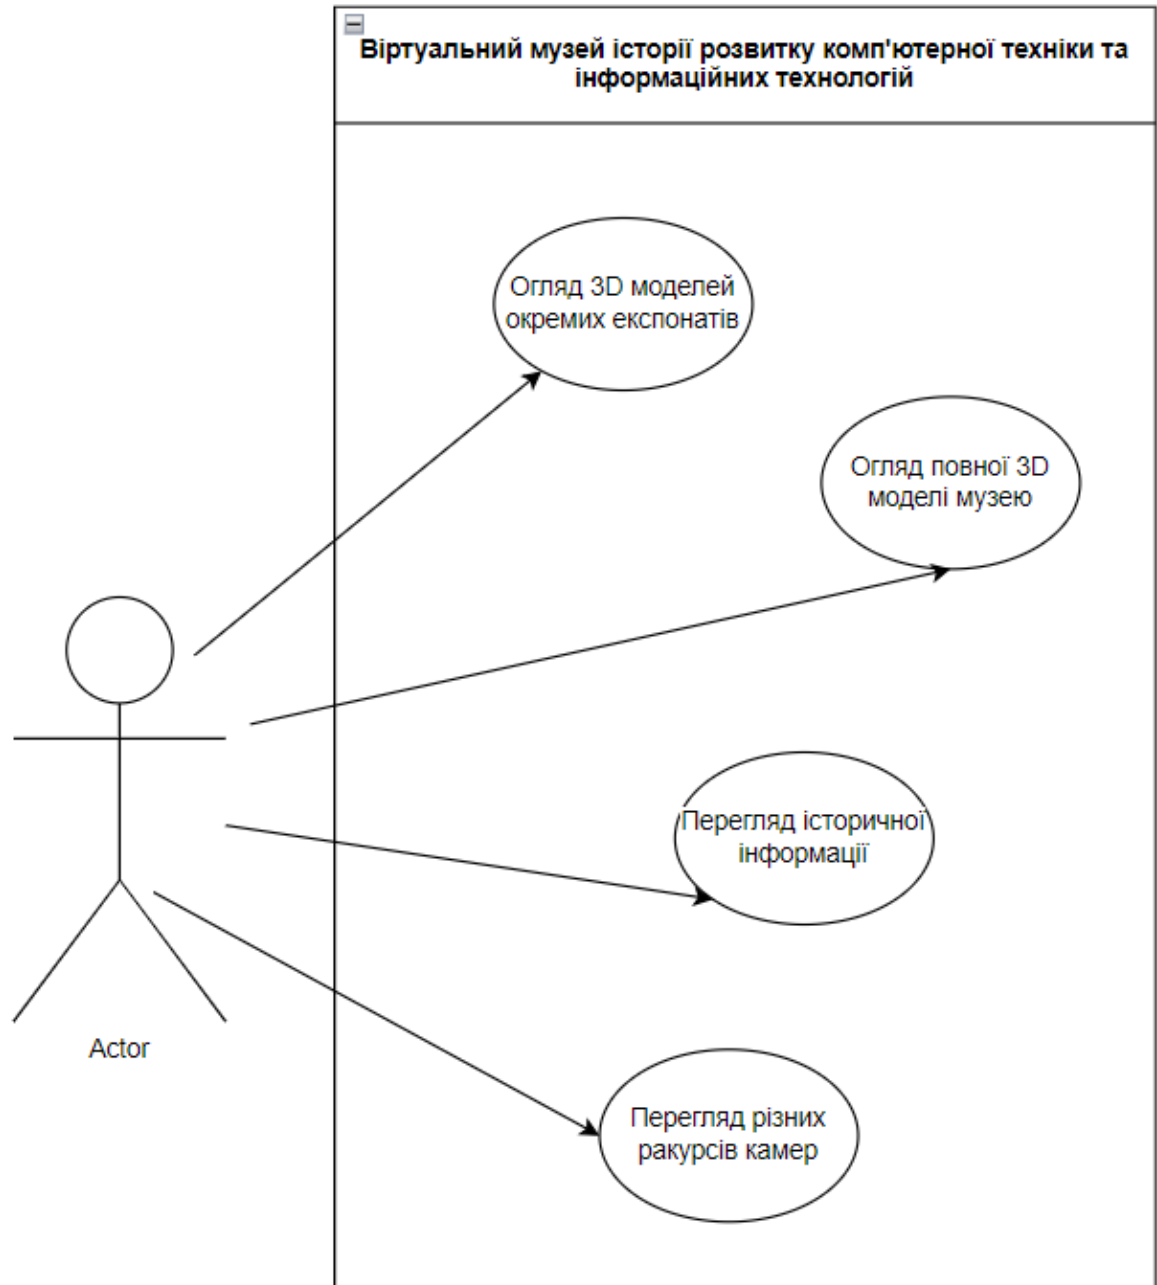 Віртуальний музей історії розвитку комп'ютерної техніки та
інформаційних технологій
Огляд 3D моделей
окремих експонатів
Огляд повної 3D
моделі музею
Перегляд історичної
інформації
Actor
Перегляд різних
ракурсів камер